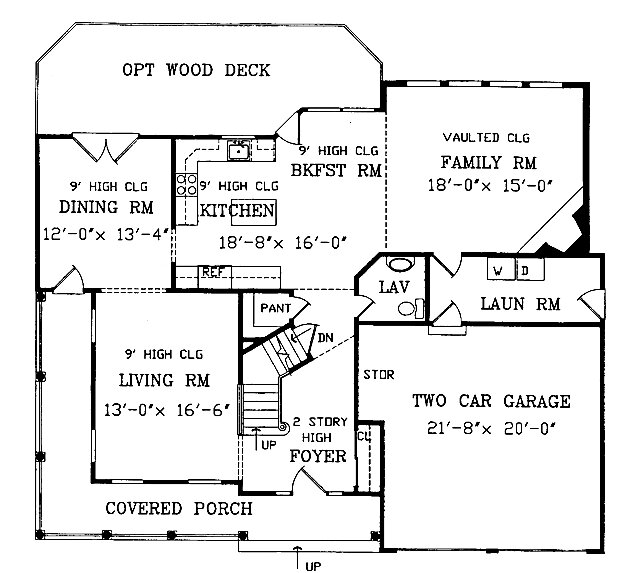 OPT WOOD DECK
VAULTED CLG
FAMILY RM
18'-0" x 15'-0"
9' HIGH CLG
BKFST RM
9' HIGH CLG
DINING RM
12'-0" x 13'-4"
9' HIGH CLG
KITCHEN
18'-8" x 16'-0"
REF
W
D
LAV
LAUN RM
PANT
DN
9' HIGH CLG
LIVING RM
13'-0" x 16'-6"
STOR
TWO CAR GARAGE
21'-8" x 20'-0"
2 STORY
HIGH
FOYER
UP
CL
COVERED PORCH
UP